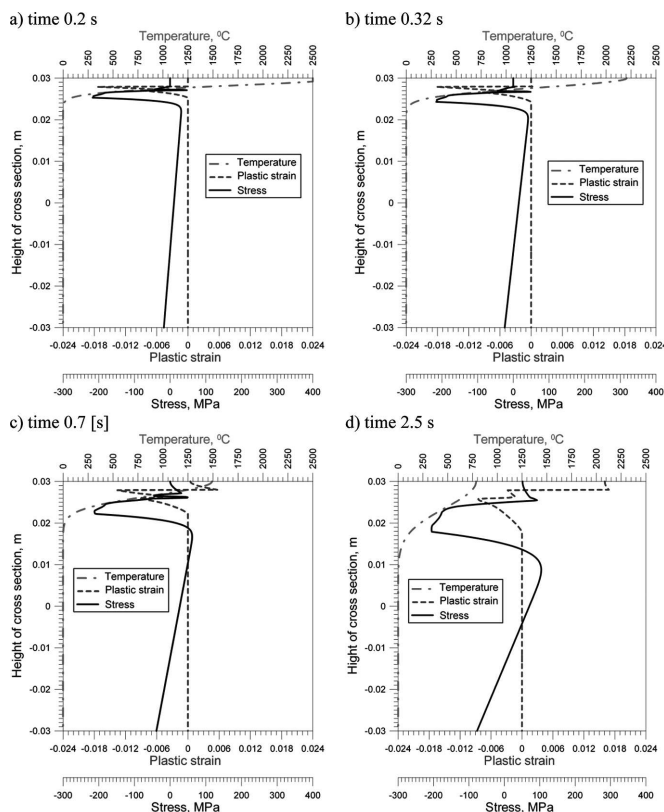 a) time 0.2 s
Temperature, ⁰C
0 250 500 750 1000 1250 1500 1750 2000 2250 2500
Height of cross section, m
0.03
0.02
0.01
0
-0.01
-0.02
-0.03
Temperature
Plastic strain
Stress
-0.024 -0.018 -0.012 -0.006 0 0.006 0.012 0.018 0.024
Plastic strain
-300 -200 -100 0 100 200 300 400
Stress, MPa
b) time 0.32 s
Temperature, ⁰C
0 250 500 750 1000 1250 1500 1750 2000 2250 2500
Height of cross section, m
0.03
0.02
0.01
0
-0.01
-0.02
-0.03
Temperature
Plastic strain
Stress
-0.024 -0.018 -0.012 -0.006 0 0.006 0.012 0.018 0.024
Plastic strain
-300 -200 -100 0 100 200 300 400
Stress, MPa
c) time 0.7 [s]
Temperature, ⁰C
0 250 500 750 1000 1250 1500 1750 2000 2250 2500
Height of cross section, m
0.03
0.02
0.01
0
-0.01
-0.02
-0.03
Temperature
Plastic strain
Stress
-0.024 -0.018 -0.012 -0.006 0 0.006 0.012 0.018 0.024
Plastic strain
-300 -200 -100 0 100 200 300 400
Stress, MPa
d) time 2.5 s
Temperature, ⁰C
0 250 500 750 1000 1250 1500 1750 2000 2250 2500
Hight of cross section, m
0.03
0.02
0.01
0
-0.01
-0.02
-0.03
Temperature
Plastic strain
Stress
-0.024 -0.018 -0.012 -0.006 0 0.006 0.012 0.018 0.024
Plastic strain
-300 -200 -100 0 100 200 300 400
Stress, MPa